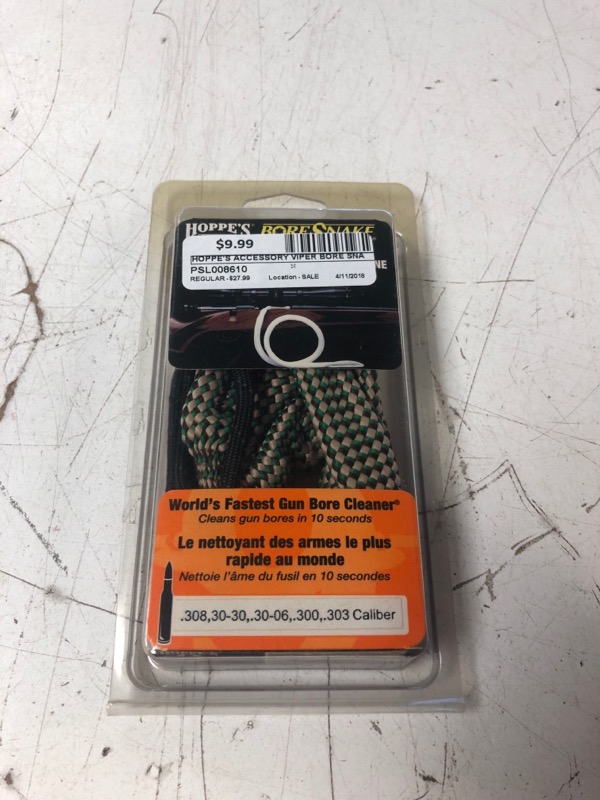 HOPPE'S BORESNAKE
$9.99
HOPPE'S ACCESSORY VIPER BORE SNA
PSL008610
REGULAR - $27.99 Location - SALE 4/11/2018
World's Fastest Gun Bore Cleaner®
Cleans gun bores in 10 seconds
Le nettoyant des armes le plus
rapide au monde
Nettoie l'âme du fusil en 10 secondes
.308,30-30,.30-06,.300,.303 Caliber